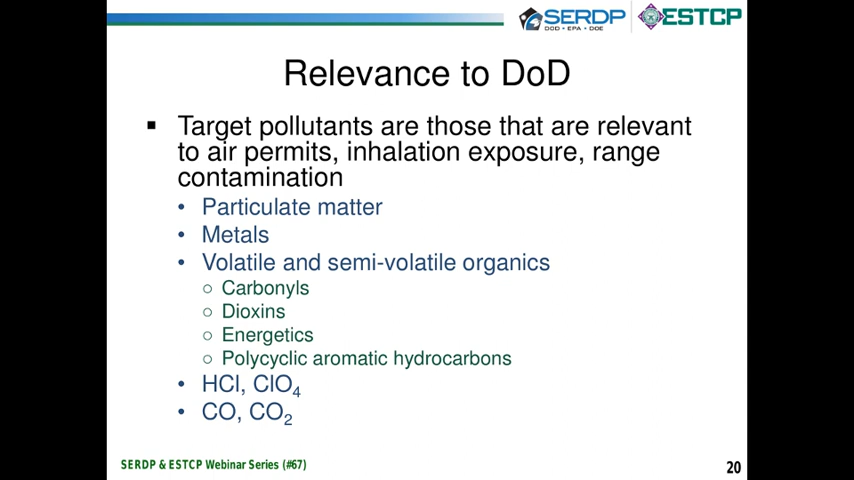 SERDP
DOD • EPA • DOE
ESTCP
Relevance to DoD
▪ Target pollutants are those that are relevant
to air permits, inhalation exposure, range
contamination
• Particulate matter
• Metals
• Volatile and semi-volatile organics
○ Carbonyls
○ Dioxins
○ Energetics
○ Polycyclic aromatic hydrocarbons
• HCl, ClO₄
• CO, CO₂
SERDP & ESTCP Webinar Series (#67)
20